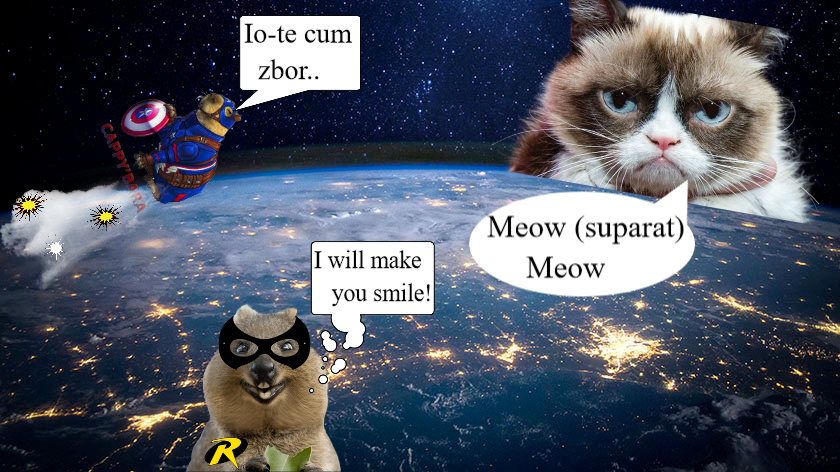 Io-te cum
zbor..
CAPPYBARA
Meow (suparat)
Meow
I will make
you smile!
R